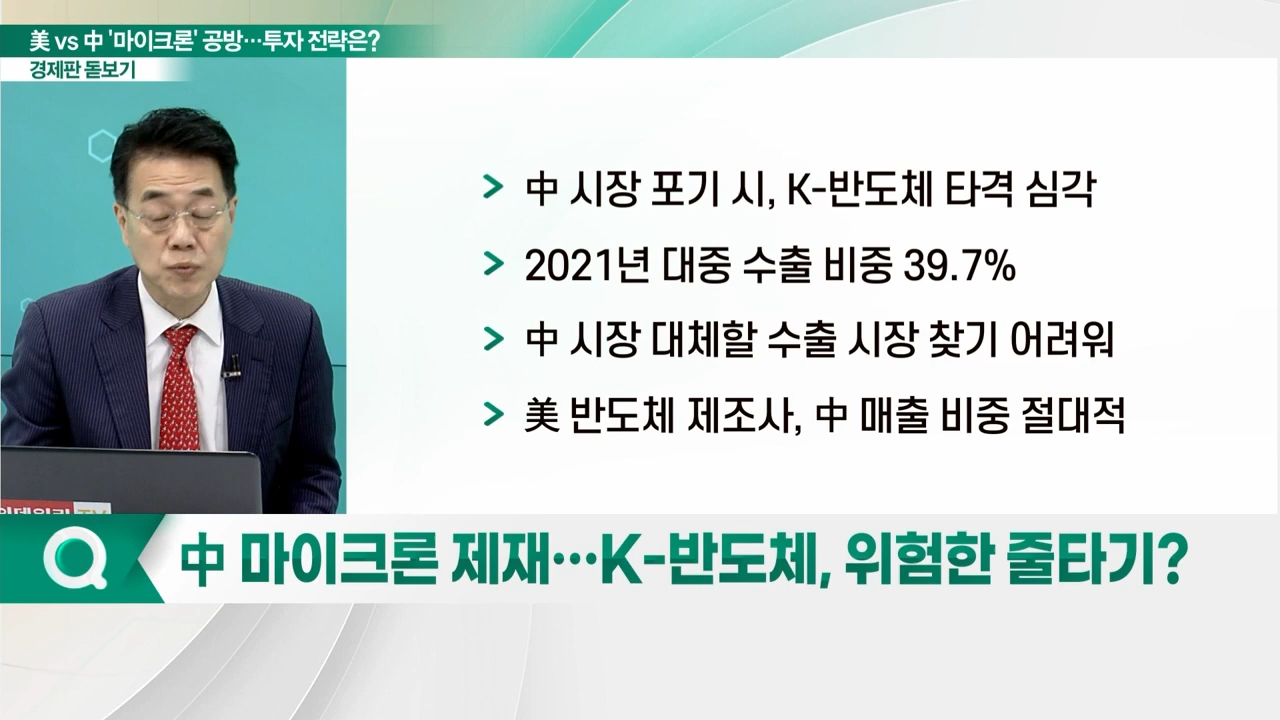 美 vs 中 '마이크론' 공방…투자 전략은?
경제판 돋보기
> 中 시장 포기 시, K-반도체 타격 심각
> 2021년 대중 수출 비중 39.7%
> 中 시장 대체할 수출 시장 찾기 어려워
> 美 반도체 제조사, 中 매출 비중 절대적
中 마이크론 제재…K-반도체, 위험한 줄타기?